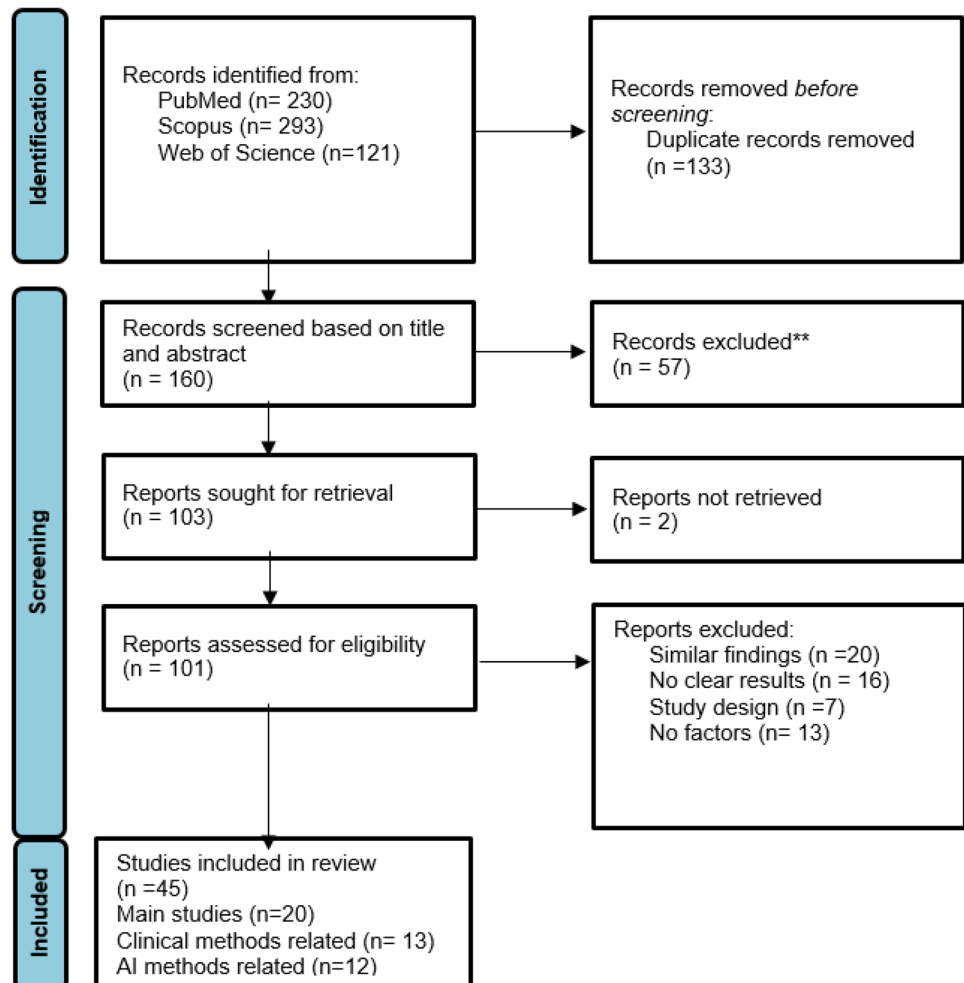 Identification
Records identified from:
PubMed (n= 230)
Scopus (n= 293)
Web of Science (n=121)
Records removed before
screening:
Duplicate records removed
(n =133)
Screening
Records screened based on title
and abstract
(n = 160)
Records excluded**
(n = 57)
Reports sought for retrieval
(n = 103)
Reports not retrieved
(n = 2)
Reports assessed for eligibility
(n = 101)
Reports excluded:
Similar findings (n =20)
No clear results (n = 16)
Study design (n =7)
No factors (n= 13)
Included
Studies included in review
(n =45)
Main studies (n=20)
Clinical methods related (n= 13)
AI methods related (n=12)